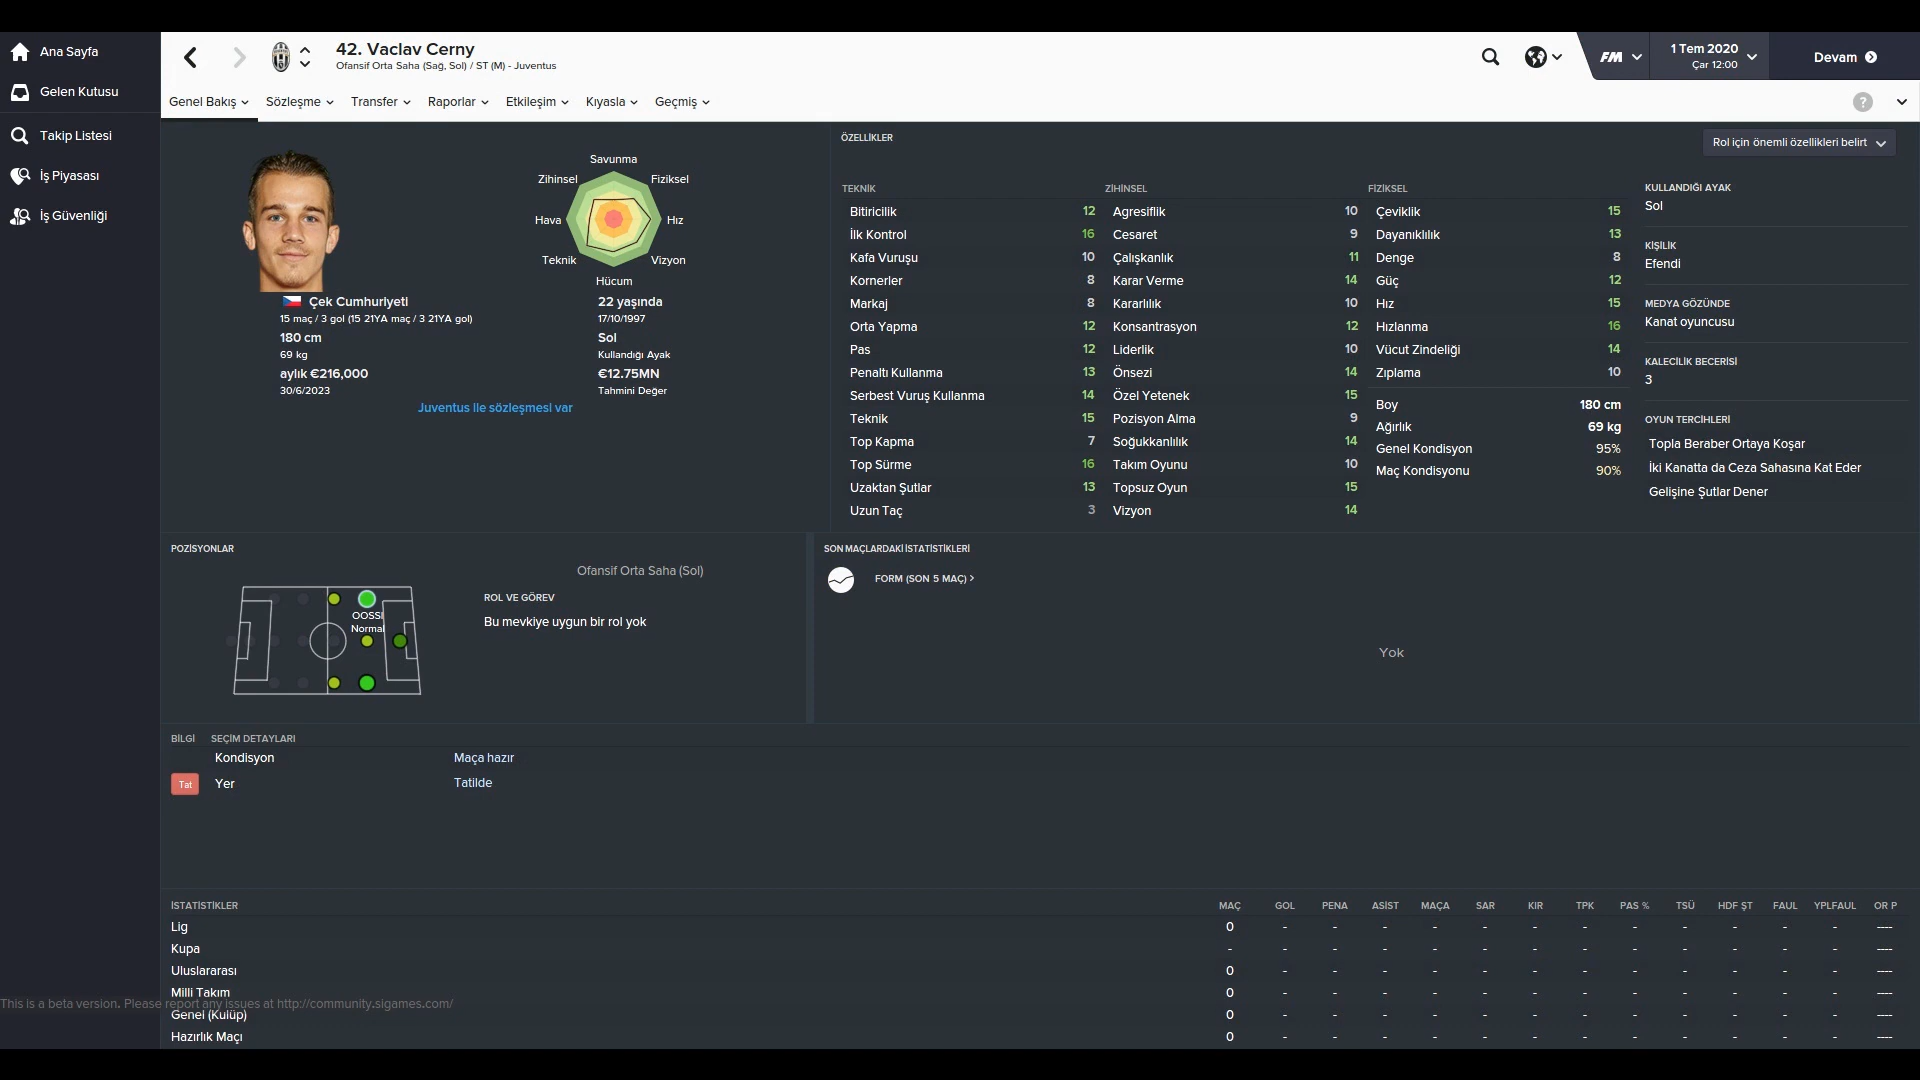 Ana Sayfa
Gelen Kutusu
Takip Listesi
İş Piyasası
İş Güvenliği
42. Vaclav Cerny
Ofansif Orta Saha (Sağ, Sol) / ST (M) - Juventus
FM
1 Tem 2020
Çar 12:00
Devam
Genel Bakış Sözleşme Transfer Raporlar Etkileşim Kıyasla Geçmiş
?
Savunma
Zihinsel Fiziksel
Hava Hız
Teknik Vizyon
Hücum
Çek Cumhuriyeti
15 maç / 3 gol (15 21YA maç / 3 21YA gol)
180 cm
69 kg
aylık €216,000
30/6/2023
22 yaşında
17/10/1997
Sol
Kullandığı Ayak
€12.75MN
Tahmini Değer
Juventus ile sözleşmesi var
ÖZELLİKLER
Rol için önemli özellikleri belirt
TEKNİK
Bitiricilik 12
İlk Kontrol 16
Kafa Vuruşu 10
Kornerler 8
Markaj 8
Orta Yapma 12
Pas 12
Penaltı Kullanma 13
Serbest Vuruş Kullanma 14
Teknik 15
Top Kapma 7
Top Sürme 16
Uzaktan Şutlar 13
Uzun Taç 3
ZİHİNSEL
Agresiflik 10
Cesaret 9
Çalışkanlık 11
Karar Verme 14
Kararlılık 10
Konsantrasyon 12
Liderlik 10
Önsezi 14
Özel Yetenek 15
Pozisyon Alma 9
Soğukkanlılık 14
Takım Oyunu 10
Topsuz Oyun 15
Vizyon 14
FİZİKSEL
Çeviklik 15
Dayanıklılık 13
Denge 8
Güç 12
Hız 15
Hızlanma 16
Vücut Zindeliği 14
Zıplama 10
Boy 180 cm
Ağırlık 69 kg
Genel Kondisyon 95%
Maç Kondisyonu 90%
KULLANDIĞI AYAK
Sol
KİŞİLİK
Efendi
MEDYA GÖZÜNDE
Kanat oyuncusu
KALECİLİK BECERİSİ
3
OYUN TERCİHLERİ
Topla Beraber Ortaya Koşar
İki Kanatta da Ceza Sahasına Kat Eder
Gelişine Şutlar Dener
POZİSYONLAR
OOSSl
Normal
Ofansif Orta Saha (Sol)
ROL VE GÖREV
Bu mevkiye uygun bir rol yok
SON MAÇLARDAKİ İSTATİSTİKLERİ
FORM (SON 5 MAÇ) >
Yok
BİLGİ SEÇİM DETAYLARI
Kondisyon Maça hazır
Tat Yer Tatilde
İSTATİSTİKLER MAÇ GOL PENA ASİST MAÇA SAR KIR TPK PAS % TSÜ HDF ŞT FAUL YPLFAUL OR P
Lig 0 - - - - - - - - - - - - ----
Kupa - - - - - - - - - - - - - ----
Uluslararası 0 - - - - - - - - - - - - ----
Milli Takım 0 - - - - - - - - - - - - ----
This is a beta version. Please report any issues at http://community.sigames.com/
Genel (Kulüp) 0 - - - - - - - - - - - - ----
Hazırlık Maçı 0 - - - - - - - - - - - - ----